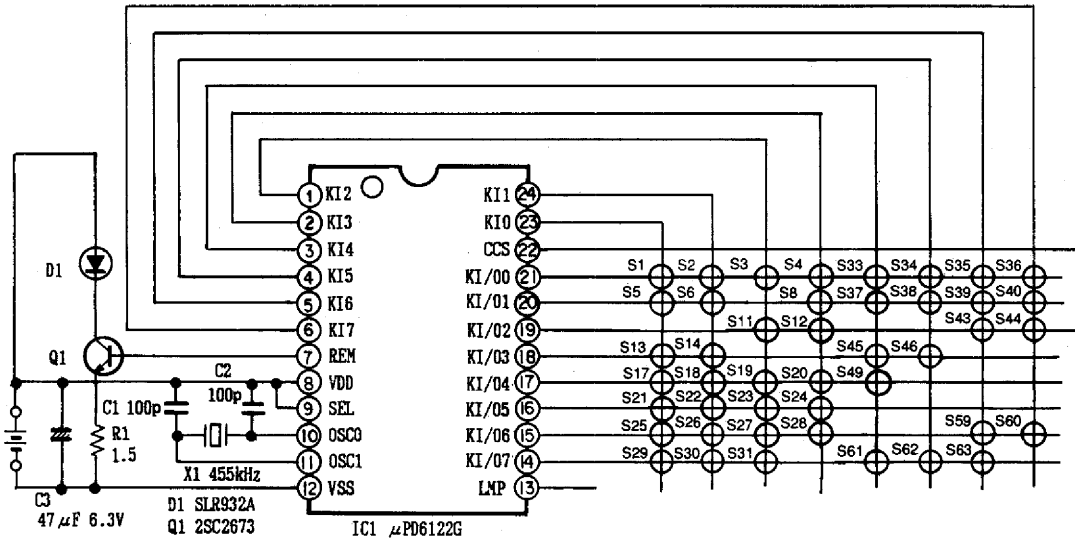 1 KI2
2 KI3
3 KI4
4 KI5
5 KI6
6 KI7
7 REM
8 VDD
9 SEL
10 OSC0
11 OSC1
12 VSS
KI1 24
KI0 23
CCS 22
KI/00 21
KI/01 20
KI/02 19
KI/03 18
KI/04 17
KI/05 16
KI/06 15
KI/07 14
LMP 13
S1 S2 S3 S4 S33 S34 S35 S36
S5 S6 S8 S37 S38 S39 S40
S11 S12 S43 S44
S13 S14 S45 S46
S17 S18 S19 S20 S49
S21 S22 S23 S24
S25 S26 S27 S28 S59 S60
S29 S30 S31 S61 S62 S63
D1
Q1
C2
100p
C1 100p
R1
1.5
X1 455kHz
C3
47μF 6.3V
D1 SLR932A
Q1 2SC2673
IC1 μPD6122G